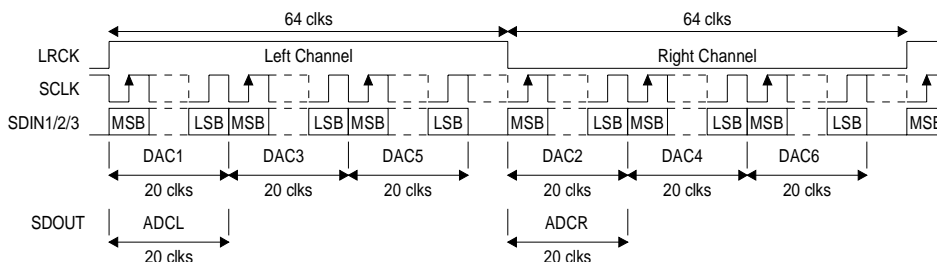 64 clks 64 clks
LRCK Left Channel Right Channel
SCLK
SDIN1/2/3 MSB LSB MSB LSB MSB LSB MSB LSB MSB LSB MSB LSB MSB
DAC1 DAC3 DAC5 DAC2 DAC4 DAC6
20 clks 20 clks 20 clks 20 clks 20 clks 20 clks
SDOUT ADCL ADCR
20 clks 20 clks